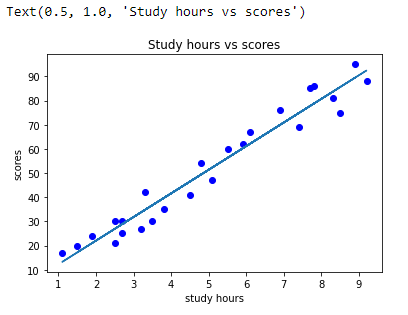 Text(0.5, 1.0, 'Study hours vs scores')
Study hours vs scores
90
80
70
60
50
40
30
20
10
scores
1 2 3 4 5 6 7 8 9
study hours